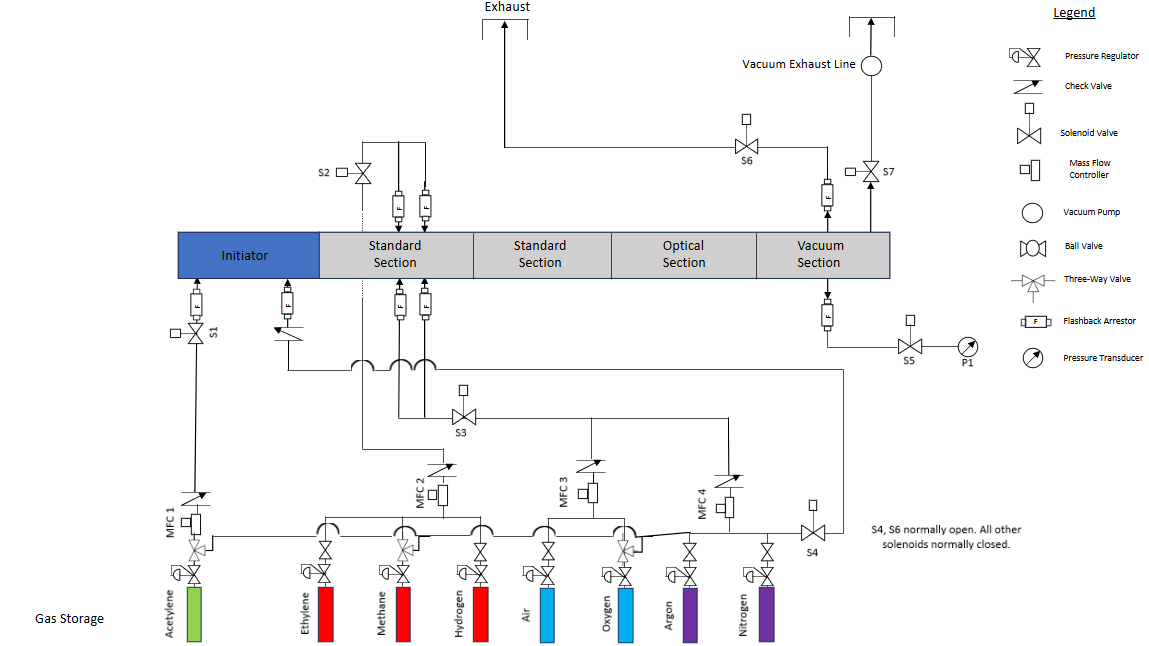 Exhaust
Legend
Vacuum Exhaust Line
Pressure Regulator
Check Valve
Solenoid Valve
S6
S2
S7
Mass Flow
Controller
F
F
F
Vacuum Pump
Initiator
Standard
Section
Standard
Section
Optical
Section
Vacuum
Section
Ball Valve
Three-Way Valve
F
F
F
F
F
F
Flashback Arrestor
S1
S5
P1
Pressure Transducer
S3
MFC 1
MFC 2
MFC 3
MFC 4
S4
S4, S6 normally open. All other
solenoids normally closed.
Gas Storage
Acetylene
Ethylene
Methane
Hydrogen
Air
Oxygen
Argon
Nitrogen